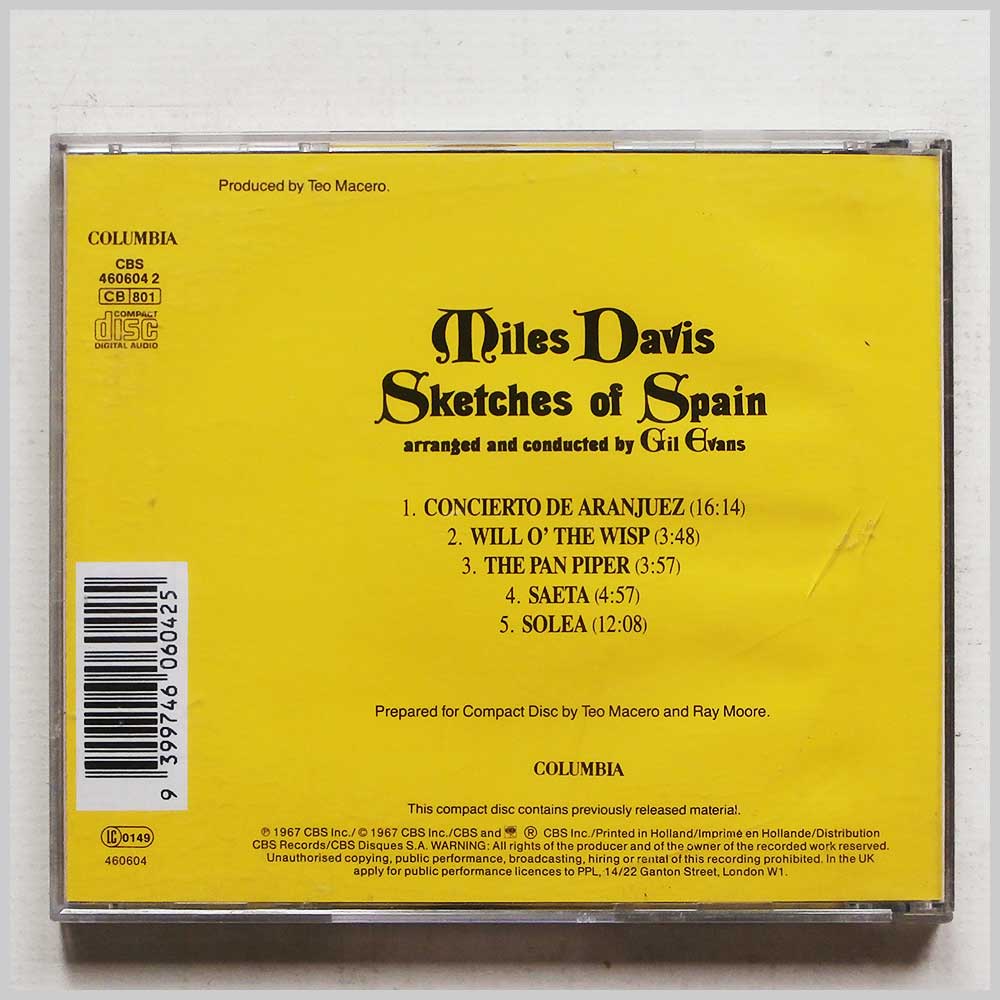 Produced by Teo Macero.
COLUMBIA
CBS
460604 2
CB 801
COMPACT
disc
DIGITAL AUDIO
Miles Davis
Sketches of Spain
arranged and conducted by Gil Evans
1. CONCIERTO DE ARANJUEZ (16:14)
2. WILL O' THE WISP (3:48)
3. THE PAN PIPER (3:57)
4. SAETA (4:57)
5. SOLEA (12:08)
9 399746 060425
Prepared for Compact Disc by Teo Macero and Ray Moore.
COLUMBIA
This compact disc contains previously released material.
LC 0149
460604
℗ 1967 CBS Inc./ © 1967 CBS Inc./CBS and ® CBS Inc./Printed in Holland/Imprimé en Hollande/Distribution
CBS Records/CBS Disques S.A. WARNING: All rights of the producer and of the owner of the recorded work reserved.
Unauthorised copying, public performance, broadcasting, hiring or rental of this recording prohibited. In the UK
apply for public performance licences to PPL, 14/22 Ganton Street, London W1.